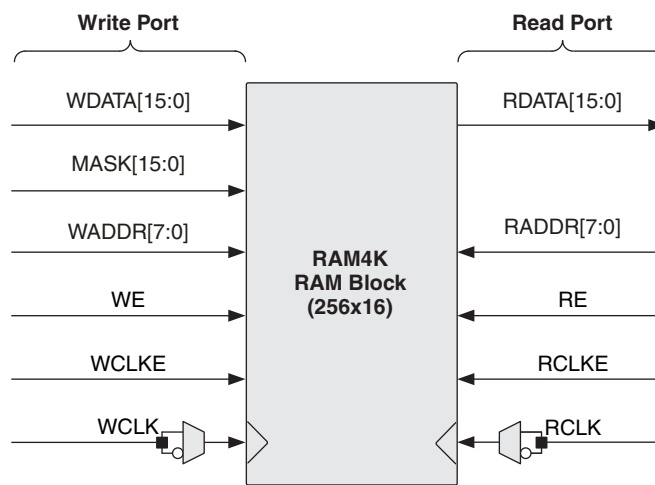 Write Port
Read Port
WDATA[15:0]
RDATA[15:0]
MASK[15:0]
WADDR[7:0]
RADDR[7:0]
RAM4K
RAM Block
(256x16)
WE
RE
WCLKE
RCLKE
WCLK
RCLK